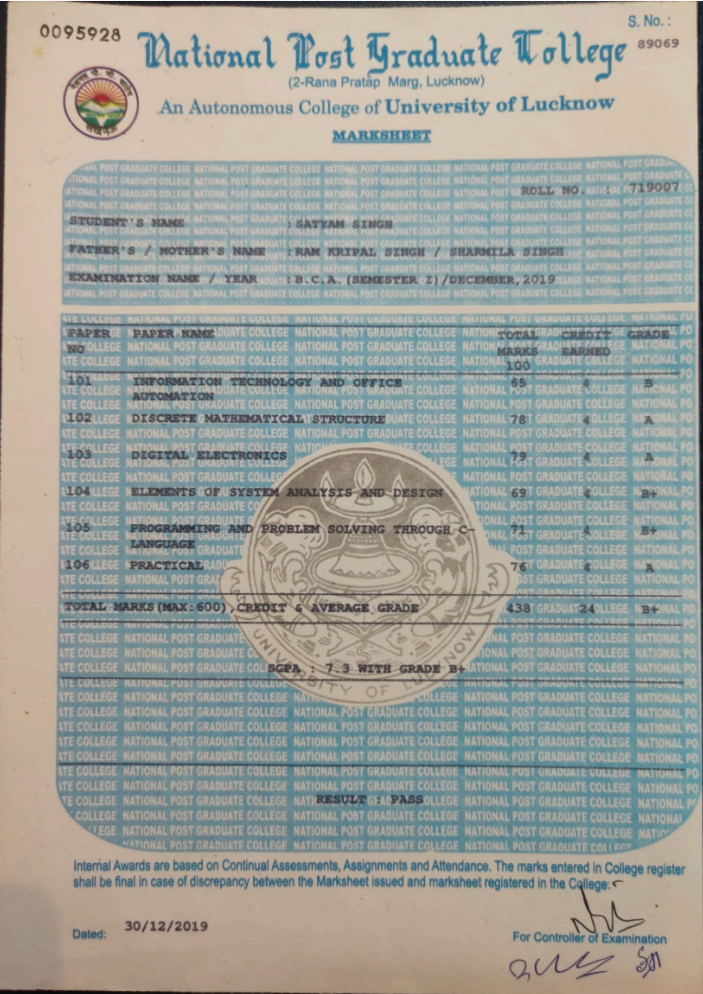 0095928
S. No. :
89069
National Post Graduate College
(2-Rana Pratap Marg, Lucknow)
An Autonomous College of University of Lucknow
MARKSHEET
ROLL NO. : 719007
STUDENT'S NAME : SATYAM SINGH
FATHER'S / MOTHER'S NAME : RAM KRIPAL SINGH / SHARMILA SINGH
EXAMINATION NAME / YEAR : B.C.A. (SEMESTER I)/DECEMBER, 2019
PAPER PAPER NAME TOTAL CREDIT GRADE
NO MARKS EARNED
100
101 INFORMATION TECHNOLOGY AND OFFICE 65 4 B
AUTOMATION
102 DISCRETE MATHEMATICAL STRUCTURE 78 4 A
103 DIGITAL ELECTRONICS 79 4 A
104 ELEMENTS OF SYSTEM ANALYSIS AND DESIGN 69 4 B+
105 PROGRAMMING AND PROBLEM SOLVING THROUGH C- 71 4 B+
LANGUAGE
106 PRACTICAL 76 4 A
TOTAL MARKS (MAX:600), CREDIT & AVERAGE GRADE 438 24 B+
SGPA : 7.3 WITH GRADE B+
UNIVERSITY OF LUCKNOW
RESULT : PASS
Internal Awards are based on Continual Assessments, Assignments and Attendance. The marks entered in College register
shall be final in case of discrepancy between the Marksheet issued and marksheet registered in the College.
Dated: 30/12/2019
For Controller of Examination